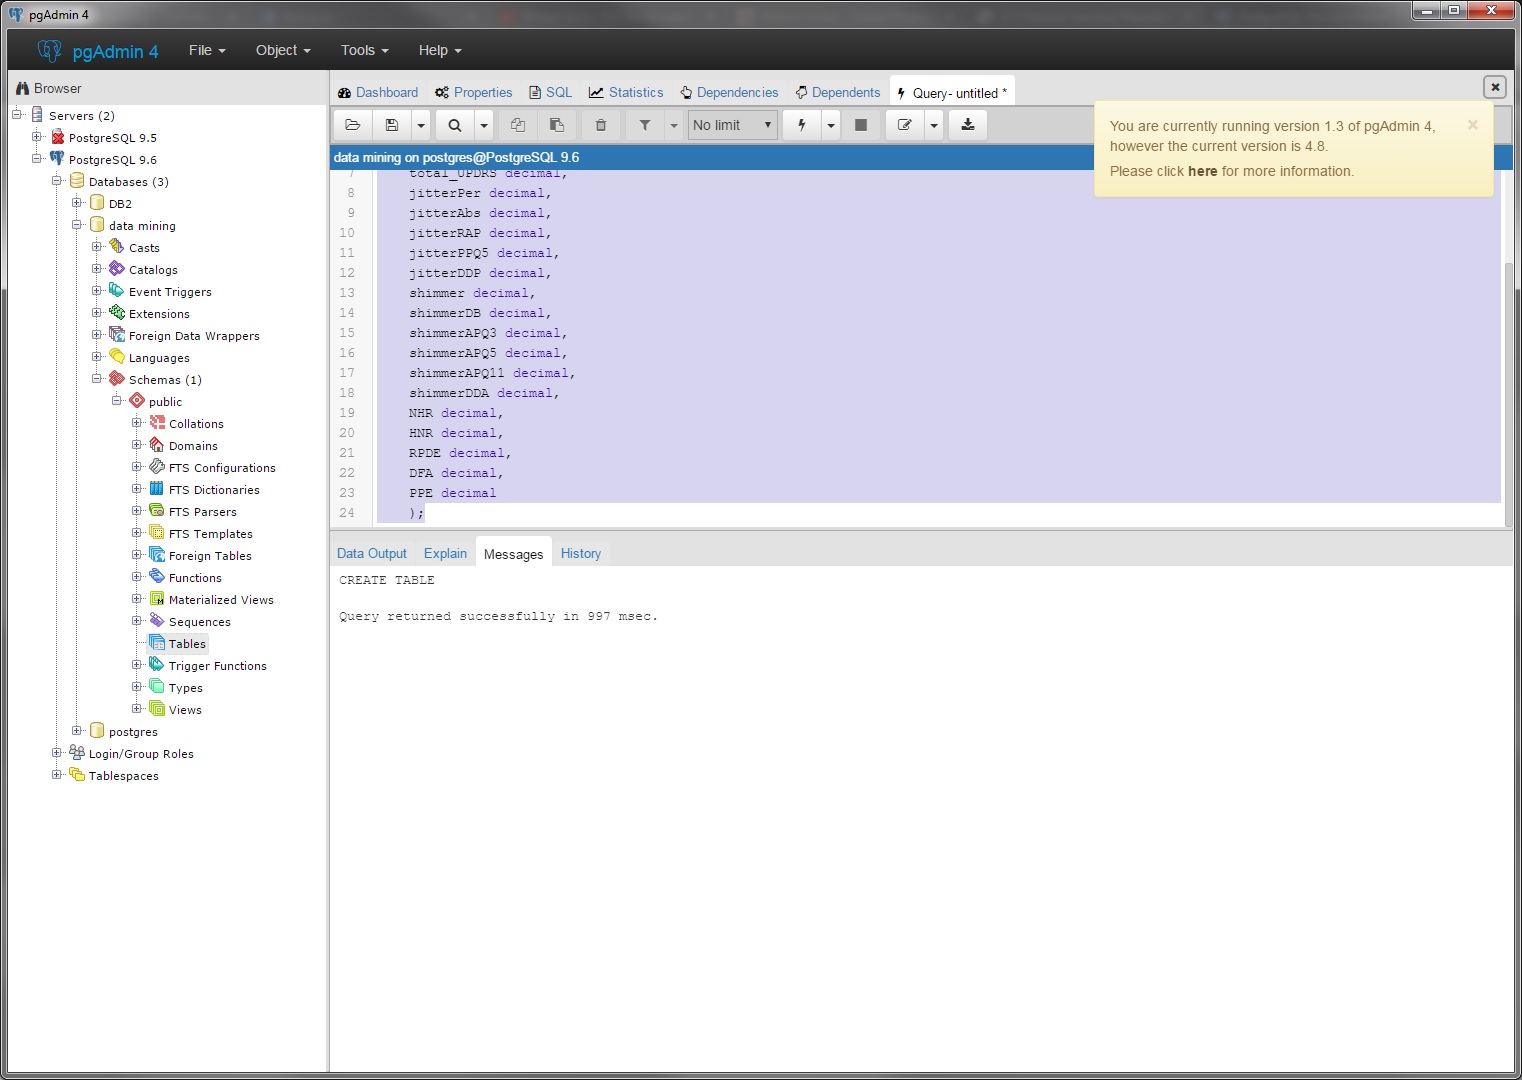 pgAdmin 4
pgAdmin 4
File
Object
Tools
Help
Browser
Servers (2)
PostgreSQL 9.5
PostgreSQL 9.6
Databases (3)
DB2
data mining
Casts
Catalogs
Event Triggers
Extensions
Foreign Data Wrappers
Languages
Schemas (1)
public
Collations
Domains
FTS Configurations
FTS Dictionaries
FTS Parsers
FTS Templates
Foreign Tables
Functions
Materialized Views
Sequences
Tables
Trigger Functions
Types
Views
postgres
Login/Group Roles
Tablespaces
Dashboard
Properties
SQL
Statistics
Dependencies
Dependents
Query- untitled *
No limit
You are currently running version 1.3 of pgAdmin 4,
however the current version is 4.8.
Please click here for more information.
data mining on postgres@PostgreSQL 9.6
7 total_UPDRS decimal,
8 jitterPer decimal,
9 jitterAbs decimal,
10 jitterRAP decimal,
11 jitterPPQ5 decimal,
12 jitterDDP decimal,
13 shimmer decimal,
14 shimmerDB decimal,
15 shimmerAPQ3 decimal,
16 shimmerAPQ5 decimal,
17 shimmerAPQ11 decimal,
18 shimmerDDA decimal,
19 NHR decimal,
20 HNR decimal,
21 RPDE decimal,
22 DFA decimal,
23 PPE decimal
24 );
Data Output
Explain
Messages
History
CREATE TABLE
Query returned successfully in 997 msec.